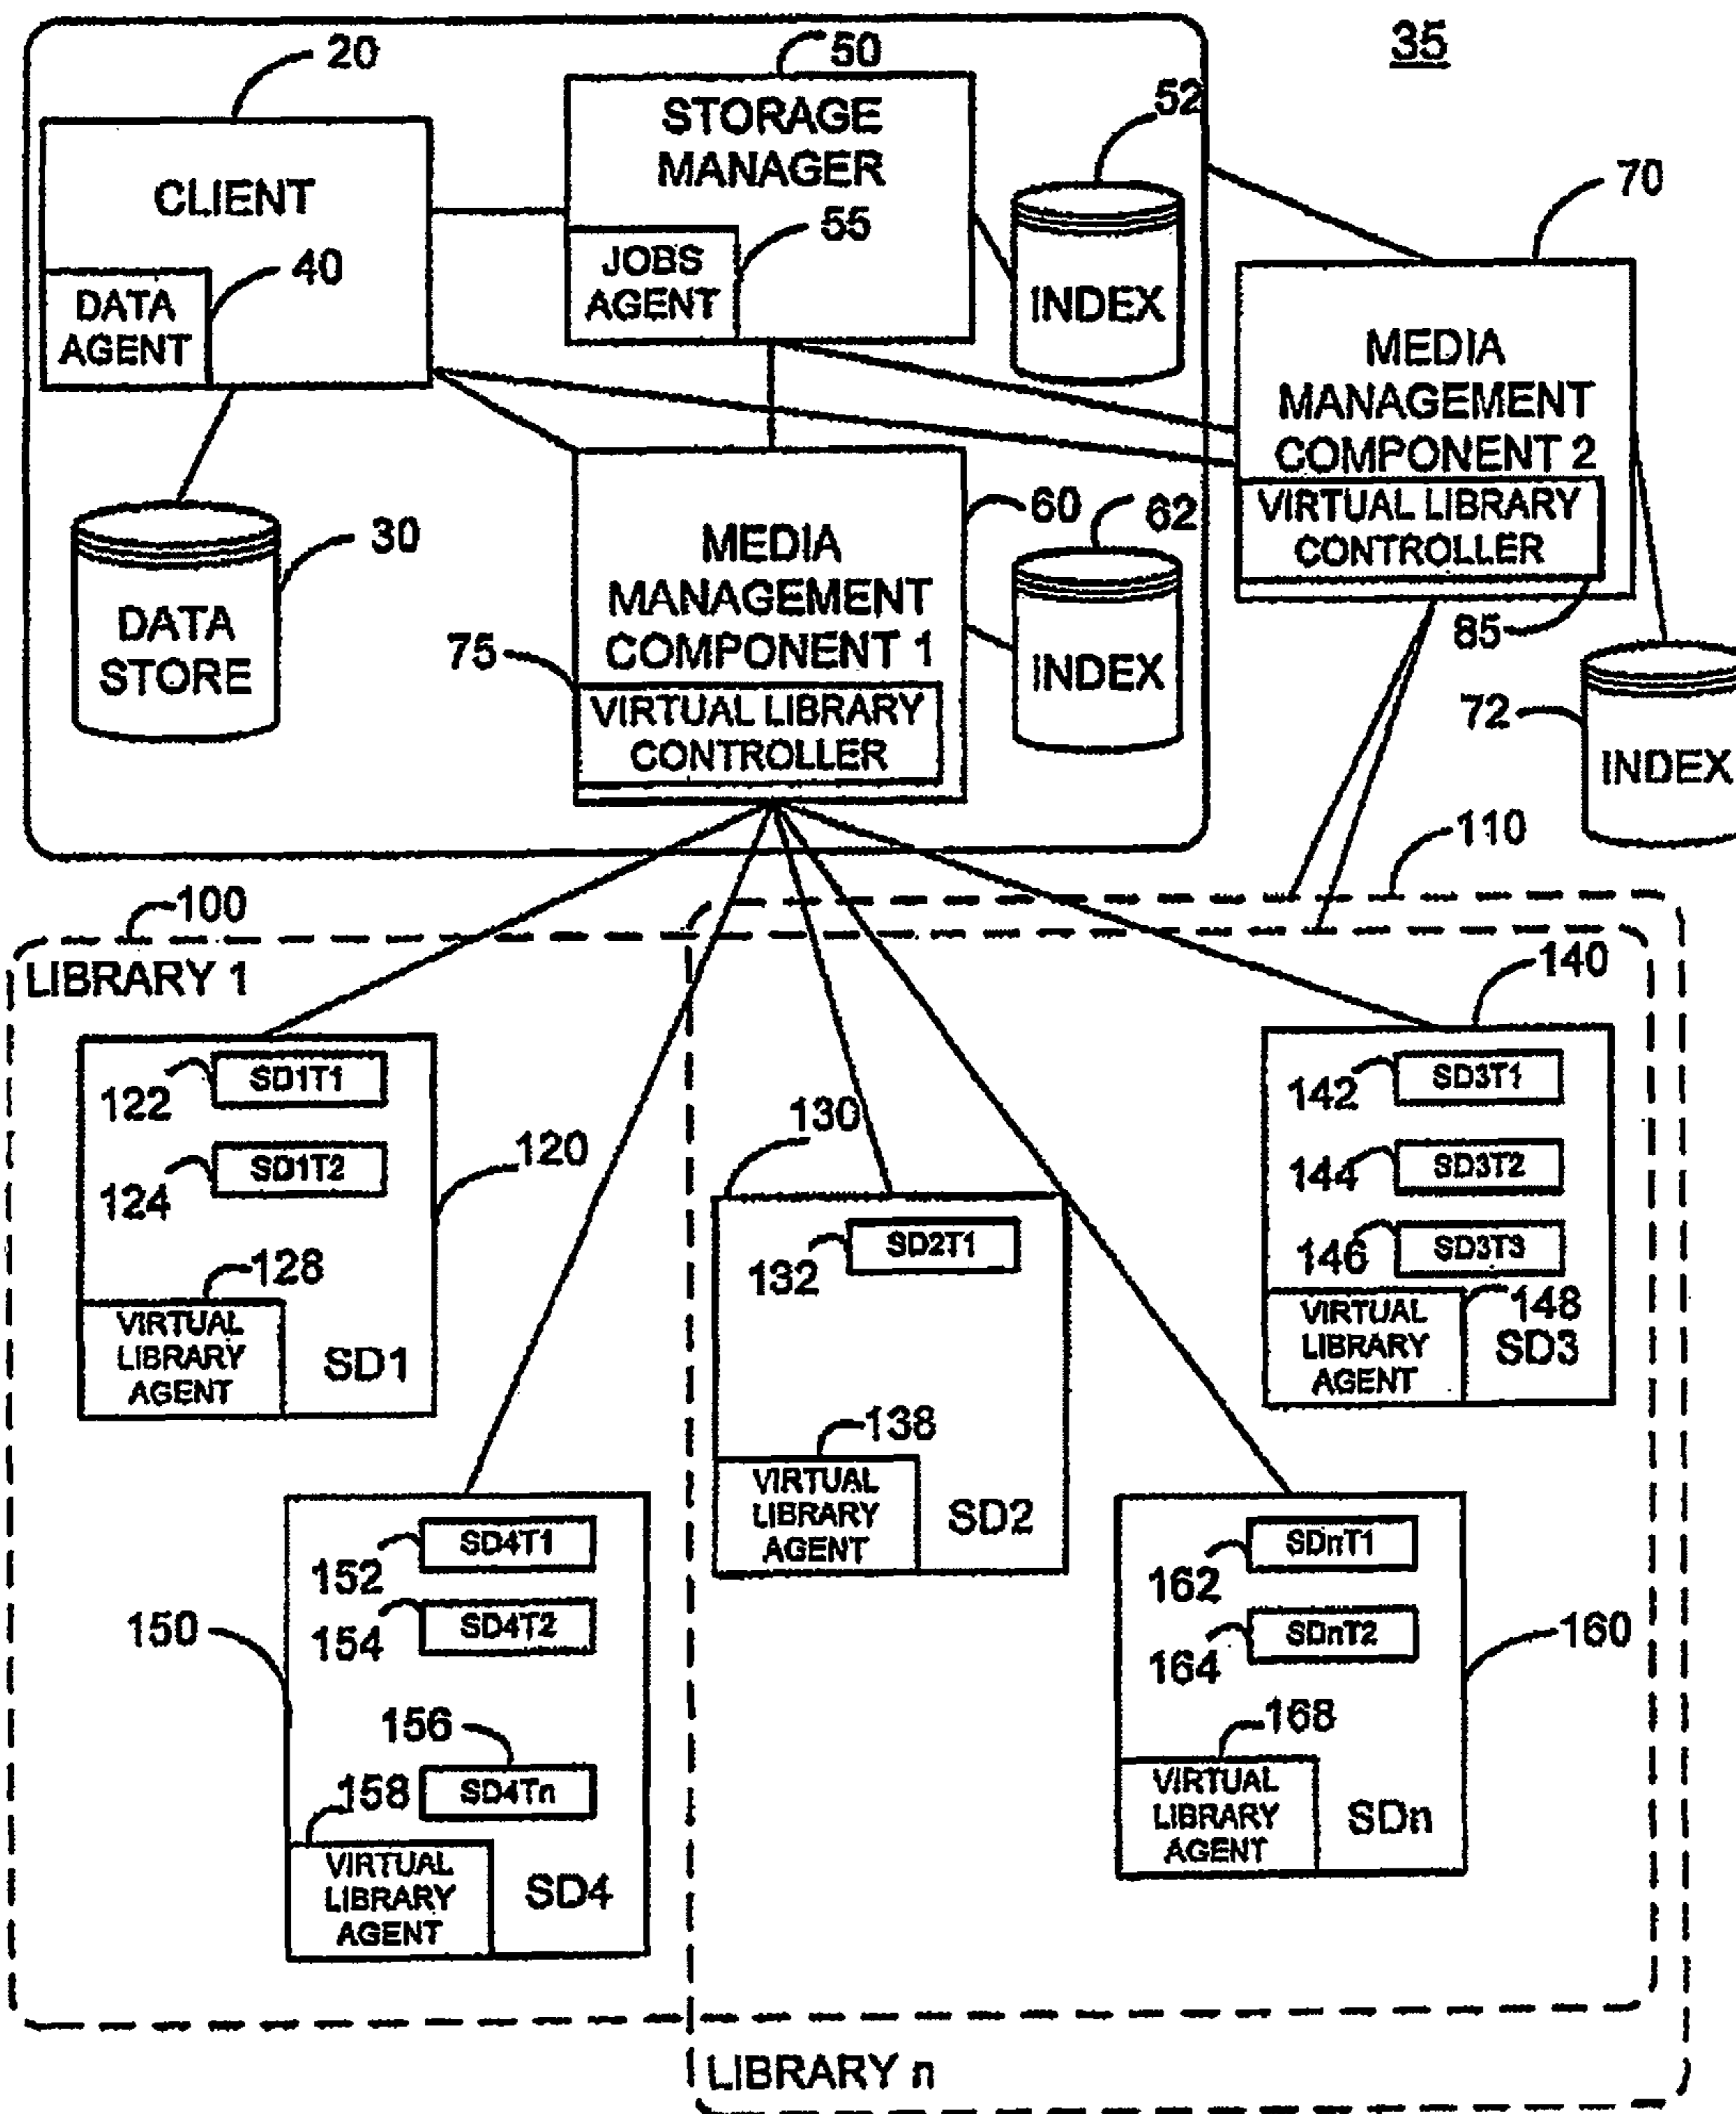 35
20
50
52
70
CLIENT
STORAGE
MANAGER
55
JOBS
AGENT
INDEX
40
DATA
AGENT
MEDIA
MANAGEMENT
COMPONENT 2
VIRTUAL LIBRARY
CONTROLLER
85
72
INDEX
30
DATA
STORE
60
62
MEDIA
MANAGEMENT
COMPONENT 1
75
VIRTUAL LIBRARY
CONTROLLER
INDEX
110
100
LIBRARY 1
140
122
SD1T1
124
SD1T2
120
128
VIRTUAL
LIBRARY
AGENT
SD1
130
132
SD2T1
138
VIRTUAL
LIBRARY
AGENT
SD2
142
SD3T1
144
SD3T2
146
SD3T3
148
VIRTUAL
LIBRARY
AGENT
SD3
150
152
SD4T1
154
SD4T2
156
SD4Tn
158
VIRTUAL
LIBRARY
AGENT
SD4
162
SDnT1
164
SDnT2
160
168
VIRTUAL
LIBRARY
AGENT
SDn
LIBRARY n